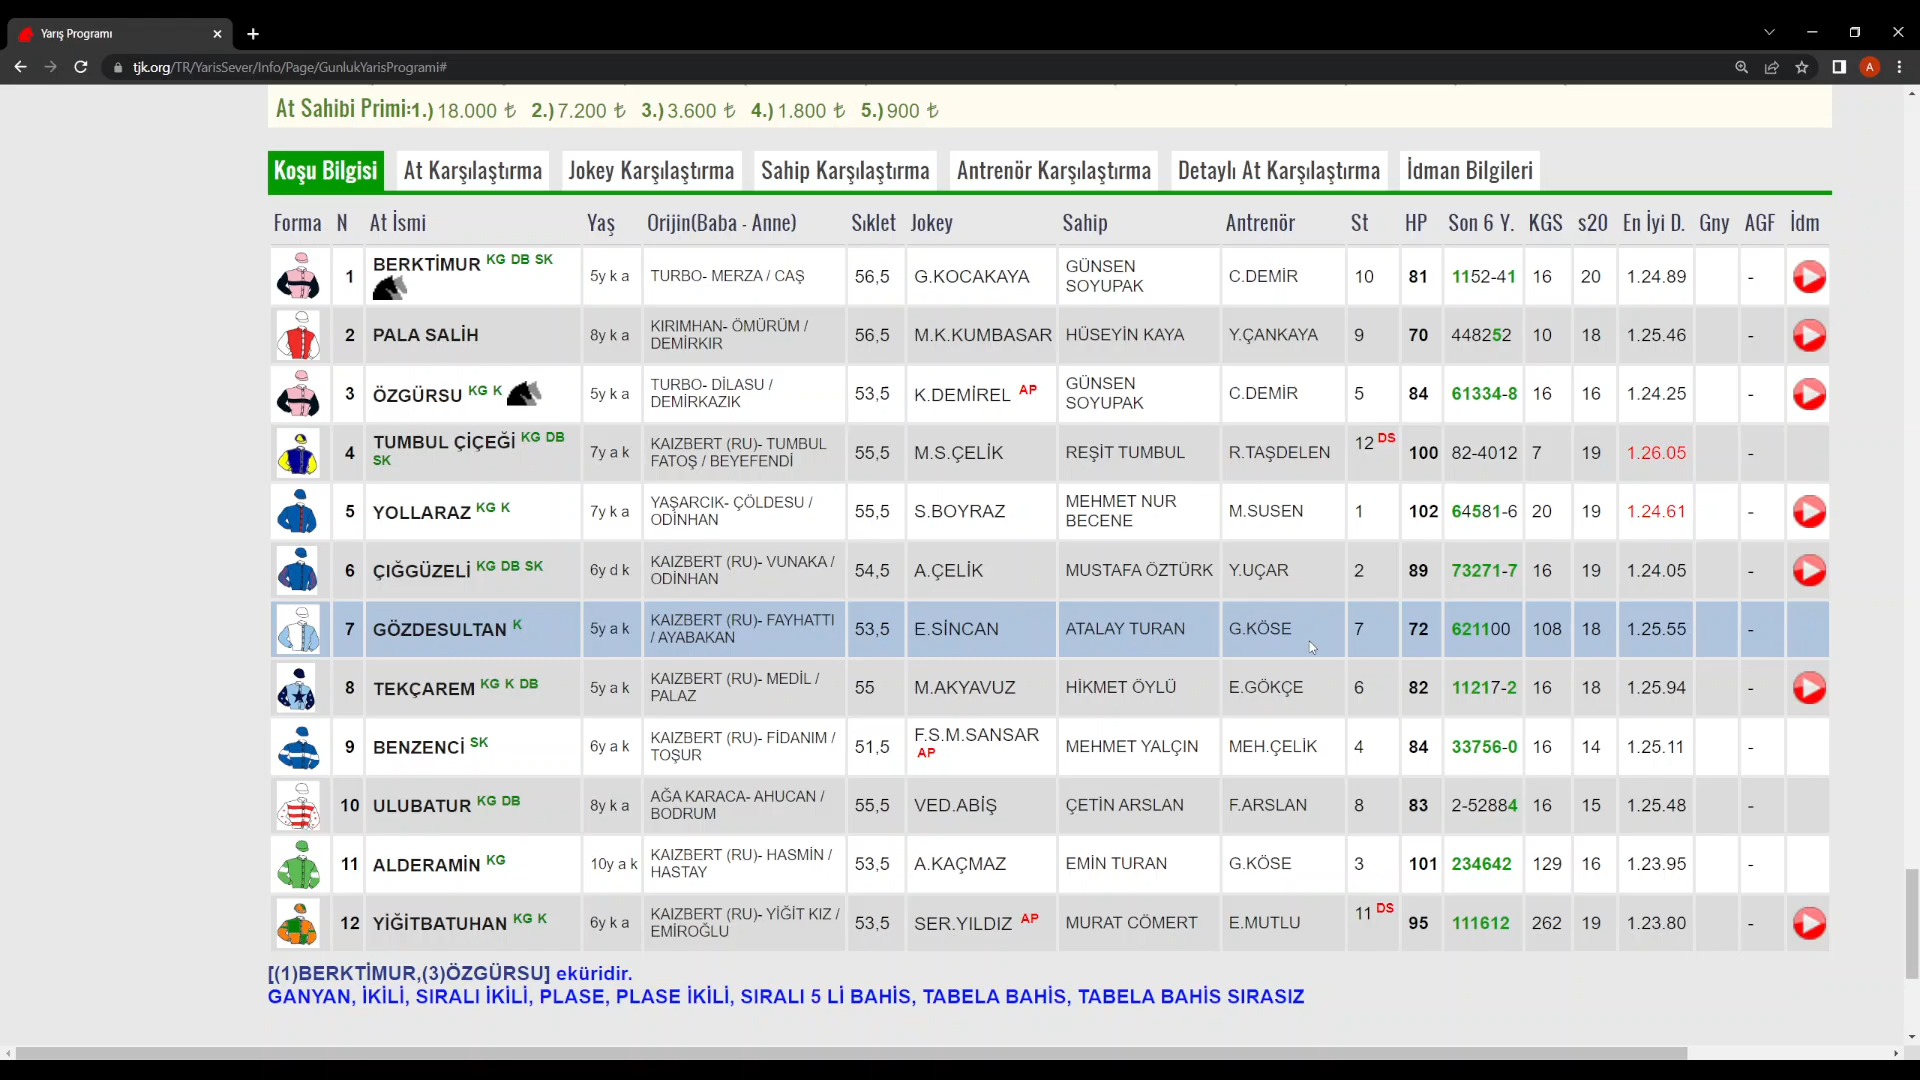 Yarış Programı
tjk.org/TR/YarisSever/Info/Page/GunlukYarisProgrami#
A
At Sahibi Primi:1.) 18.000 ₺ 2.) 7.200 ₺ 3.) 3.600 ₺ 4.) 1.800 ₺ 5.) 900 ₺
Koşu Bilgisi At Karşılaştırma Jokey Karşılaştırma Sahip Karşılaştırma Antrenör Karşılaştırma Detaylı At Karşılaştırma İdman Bilgileri
Forma N At İsmi Yaş Orijin(Baba - Anne) Sıklet Jokey Sahip Antrenör St HP Son 6 Y. KGS s20 En İyi D. Gny AGF İdm
1 BERKTİMUR KG DB SK 5y k a TURBO- MERZA / CAŞ 56,5 G.KOCAKAYA GÜNSEN SOYUPAK C.DEMİR 10 81 1152-41 16 20 1.24.89 -
2 PALA SALİH 8y k a KIRIMHAN- ÖMÜRÜM / DEMİRKIR 56,5 M.K.KUMBASAR HÜSEYİN KAYA Y.ÇANKAYA 9 70 448252 10 18 1.25.46 -
3 ÖZGÜRSU KG K 5y k a TURBO- DİLASU / DEMİRKAZIK 53,5 K.DEMİREL AP GÜNSEN SOYUPAK C.DEMİR 5 84 61334-8 16 16 1.24.25 -
4 TUMBUL ÇİÇEĞİ KG DB SK 7y a k KAIZBERT (RU)- TUMBUL FATOŞ / BEYEFENDİ 55,5 M.S.ÇELİK REŞİT TUMBUL R.TAŞDELEN 12 DS 100 82-4012 7 19 1.26.05 -
5 YOLLARAZ KG K 7y k a YAŞARCIK- ÇÖLDESU / ODİNHAN 55,5 S.BOYRAZ MEHMET NUR BECENE M.SUSEN 1 102 64581-6 20 19 1.24.61 -
6 ÇIĞGÜZELİ KG DB SK 6y d k KAIZBERT (RU)- VUNAKA / ODİNHAN 54,5 A.ÇELİK MUSTAFA ÖZTÜRK Y.UÇAR 2 89 73271-7 16 19 1.24.05 -
7 GÖZDESULTAN K 5y a k KAIZBERT (RU)- FAYHATTI / AYABAKAN 53,5 E.SİNCAN ATALAY TURAN G.KÖSE 7 72 621100 108 18 1.25.55 -
8 TEKÇAREM KG K DB 5y a k KAIZBERT (RU)- MEDİL / PALAZ 55 M.AKYAVUZ HİKMET ÖYLÜ E.GÖKÇE 6 82 11217-2 16 18 1.25.94 -
9 BENZENCİ SK 6y a k KAIZBERT (RU)- FİDANIM / TOŞUR 51,5 F.S.M.SANSAR AP MEHMET YALÇIN MEH.ÇELİK 4 84 33756-0 16 14 1.25.11 -
10 ULUBATUR KG DB 8y k a AĞA KARACA- AHUCAN / BODRUM 55,5 VED.ABİŞ ÇETİN ARSLAN F.ARSLAN 8 83 2-52884 16 15 1.25.48 -
11 ALDERAMİN KG 10y a k KAIZBERT (RU)- HASMİN / HASTAY 53,5 A.KAÇMAZ EMİN TURAN G.KÖSE 3 101 234642 129 16 1.23.95 -
12 YİĞİTBATUHAN KG K 6y k a KAIZBERT (RU)- YİĞİT KIZ / EMİROĞLU 53,5 SER.YILDIZ AP MURAT CÖMERT E.MUTLU 11 DS 95 111612 262 19 1.23.80 -
[(1)BERKTİMUR,(3)ÖZGÜRSU] eküridir.
GANYAN, İKİLİ, SIRALI İKİLİ, PLASE, PLASE İKİLİ, SIRALI 5 Lİ BAHİS, TABELA BAHİS, TABELA BAHİS SIRASIZ